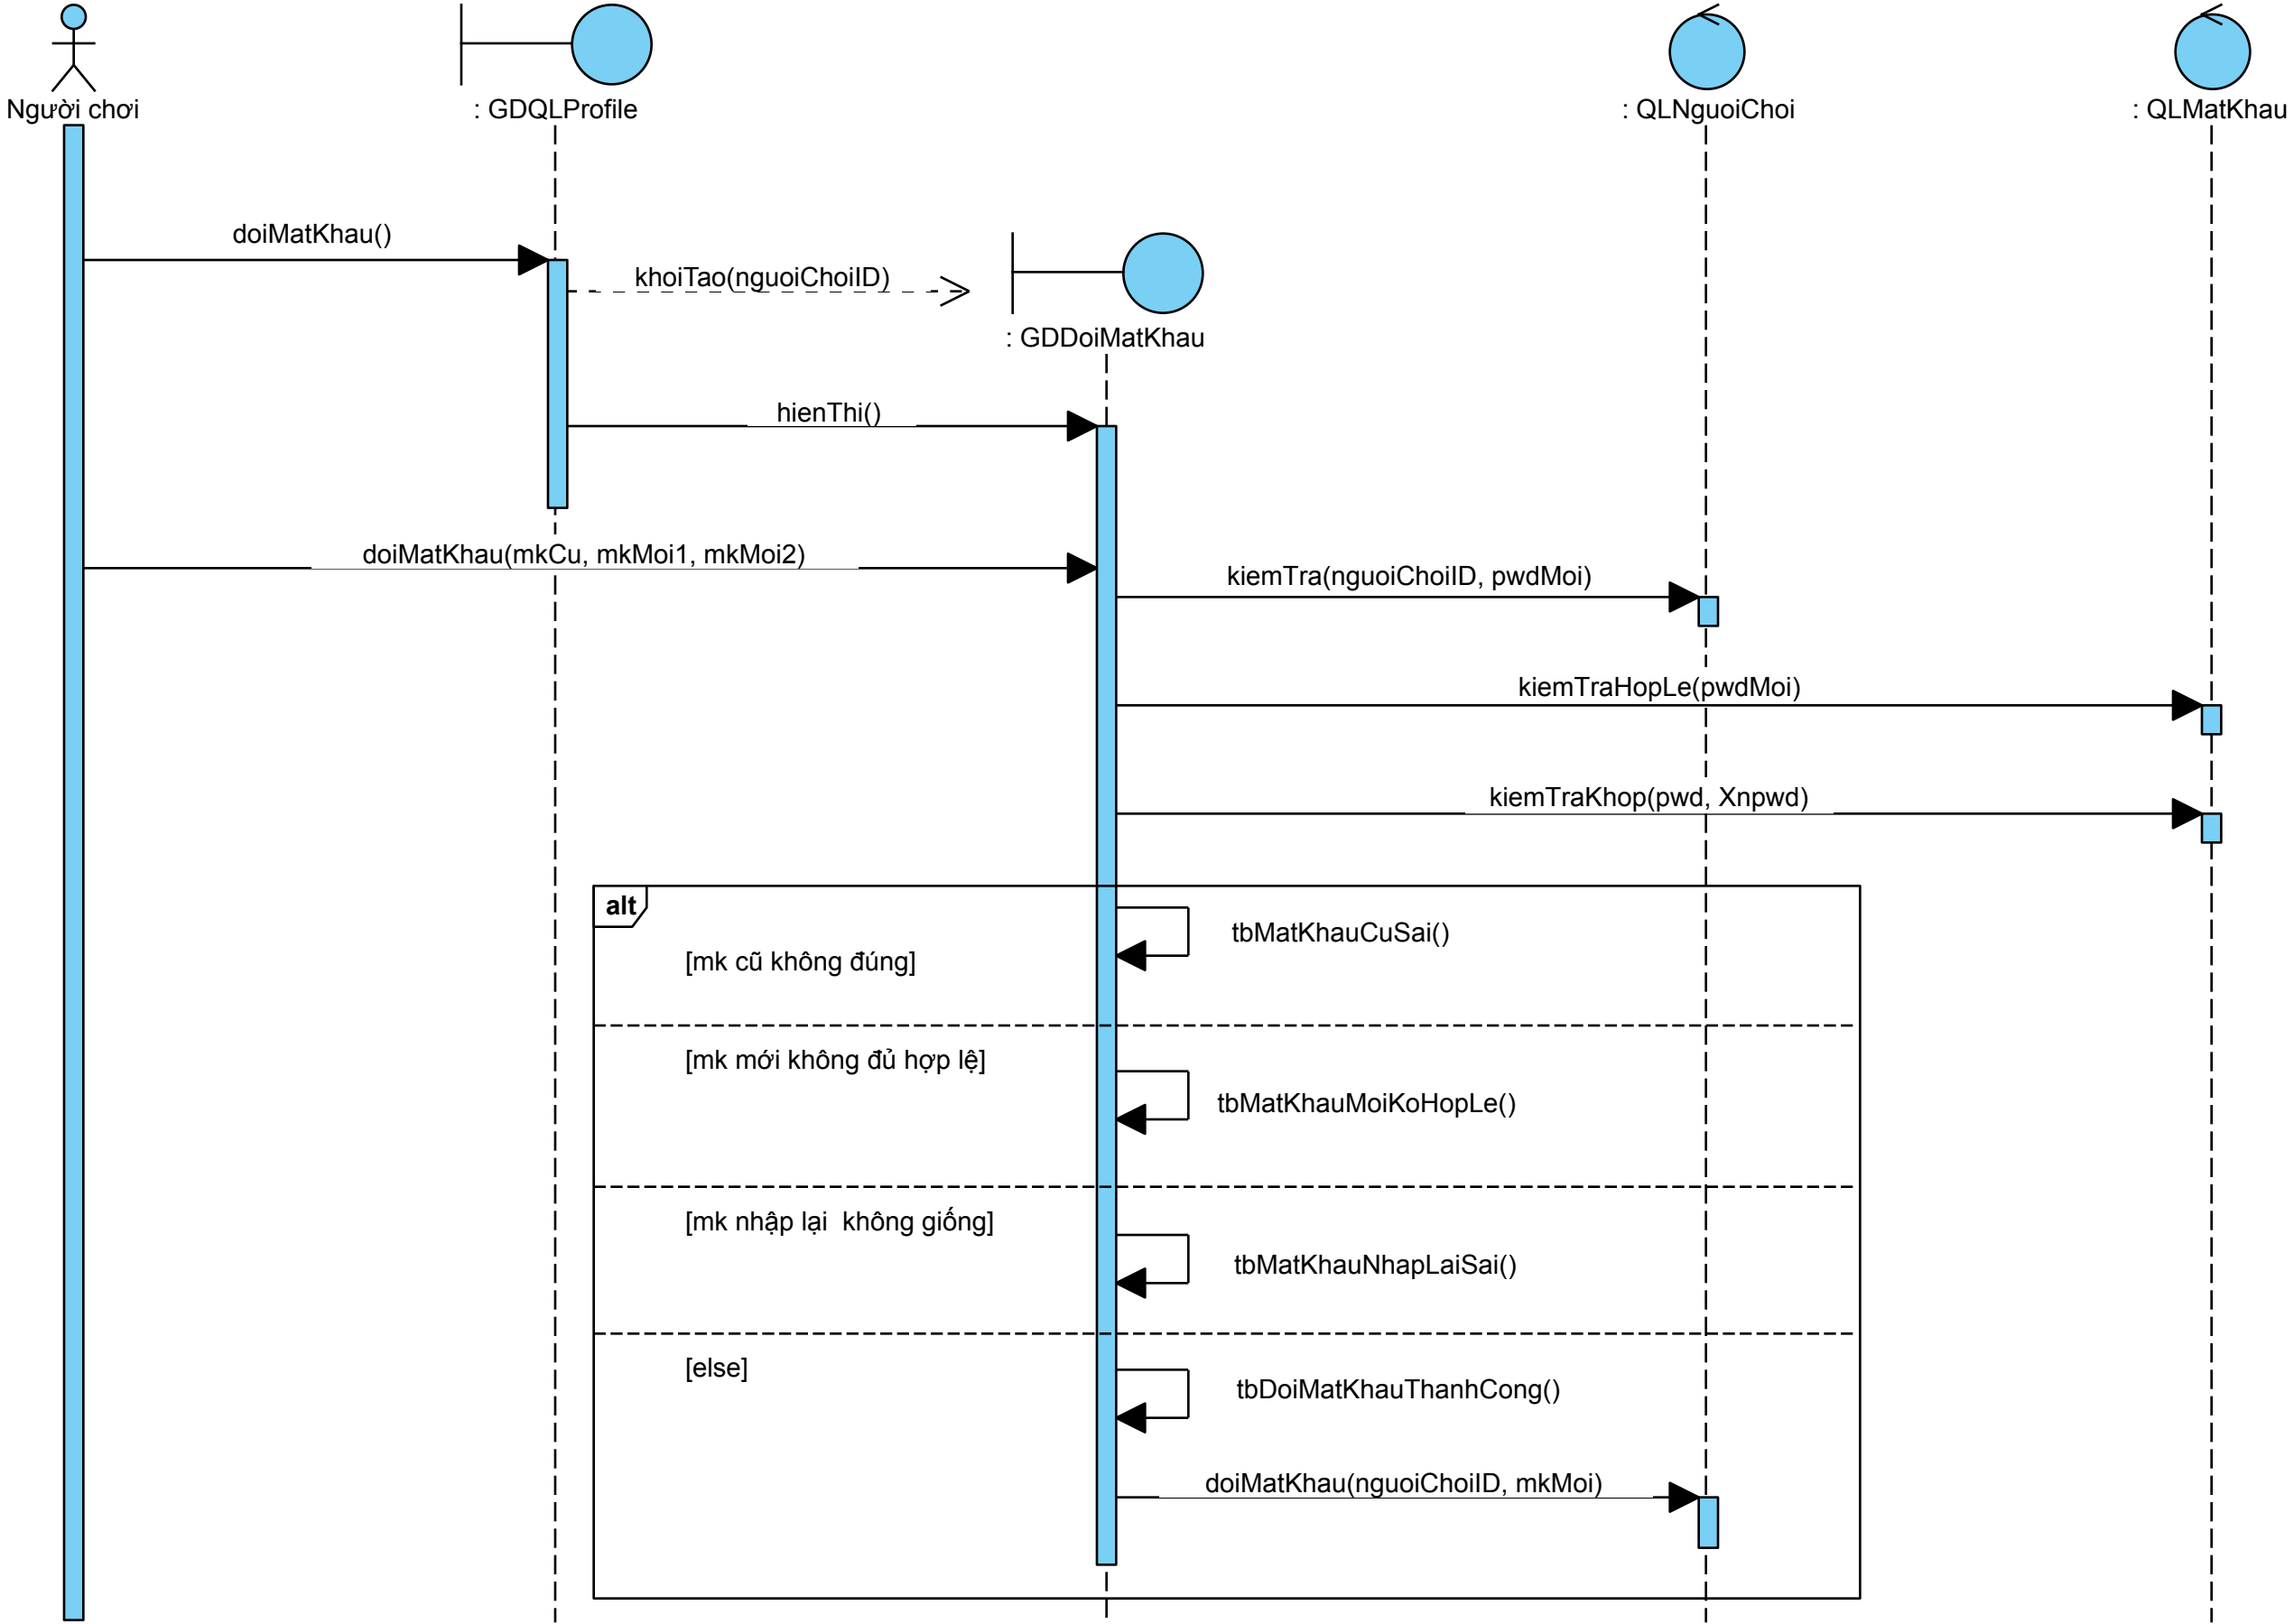 Người chơi
: GDQLProfile
: QLNguoiChoi
: QLMatKhau
doiMatKhau()
khoiTao(nguoiChoiID)
: GDDoiMatKhau
hienThi()
doiMatKhau(mkCu, mkMoi1, mkMoi2)
kiemTra(nguoiChoiID, pwdMoi)
kiemTraHopLe(pwdMoi)
kiemTraKhop(pwd, Xnpwd)
alt
tbMatKhauCuSai()
[mk cũ không đúng]
[mk mới không đủ hợp lệ]
tbMatKhauMoiKoHopLe()
[mk nhập lại  không giống]
tbMatKhauNhapLaiSai()
[else]
tbDoiMatKhauThanhCong()
doiMatKhau(nguoiChoiID, mkMoi)